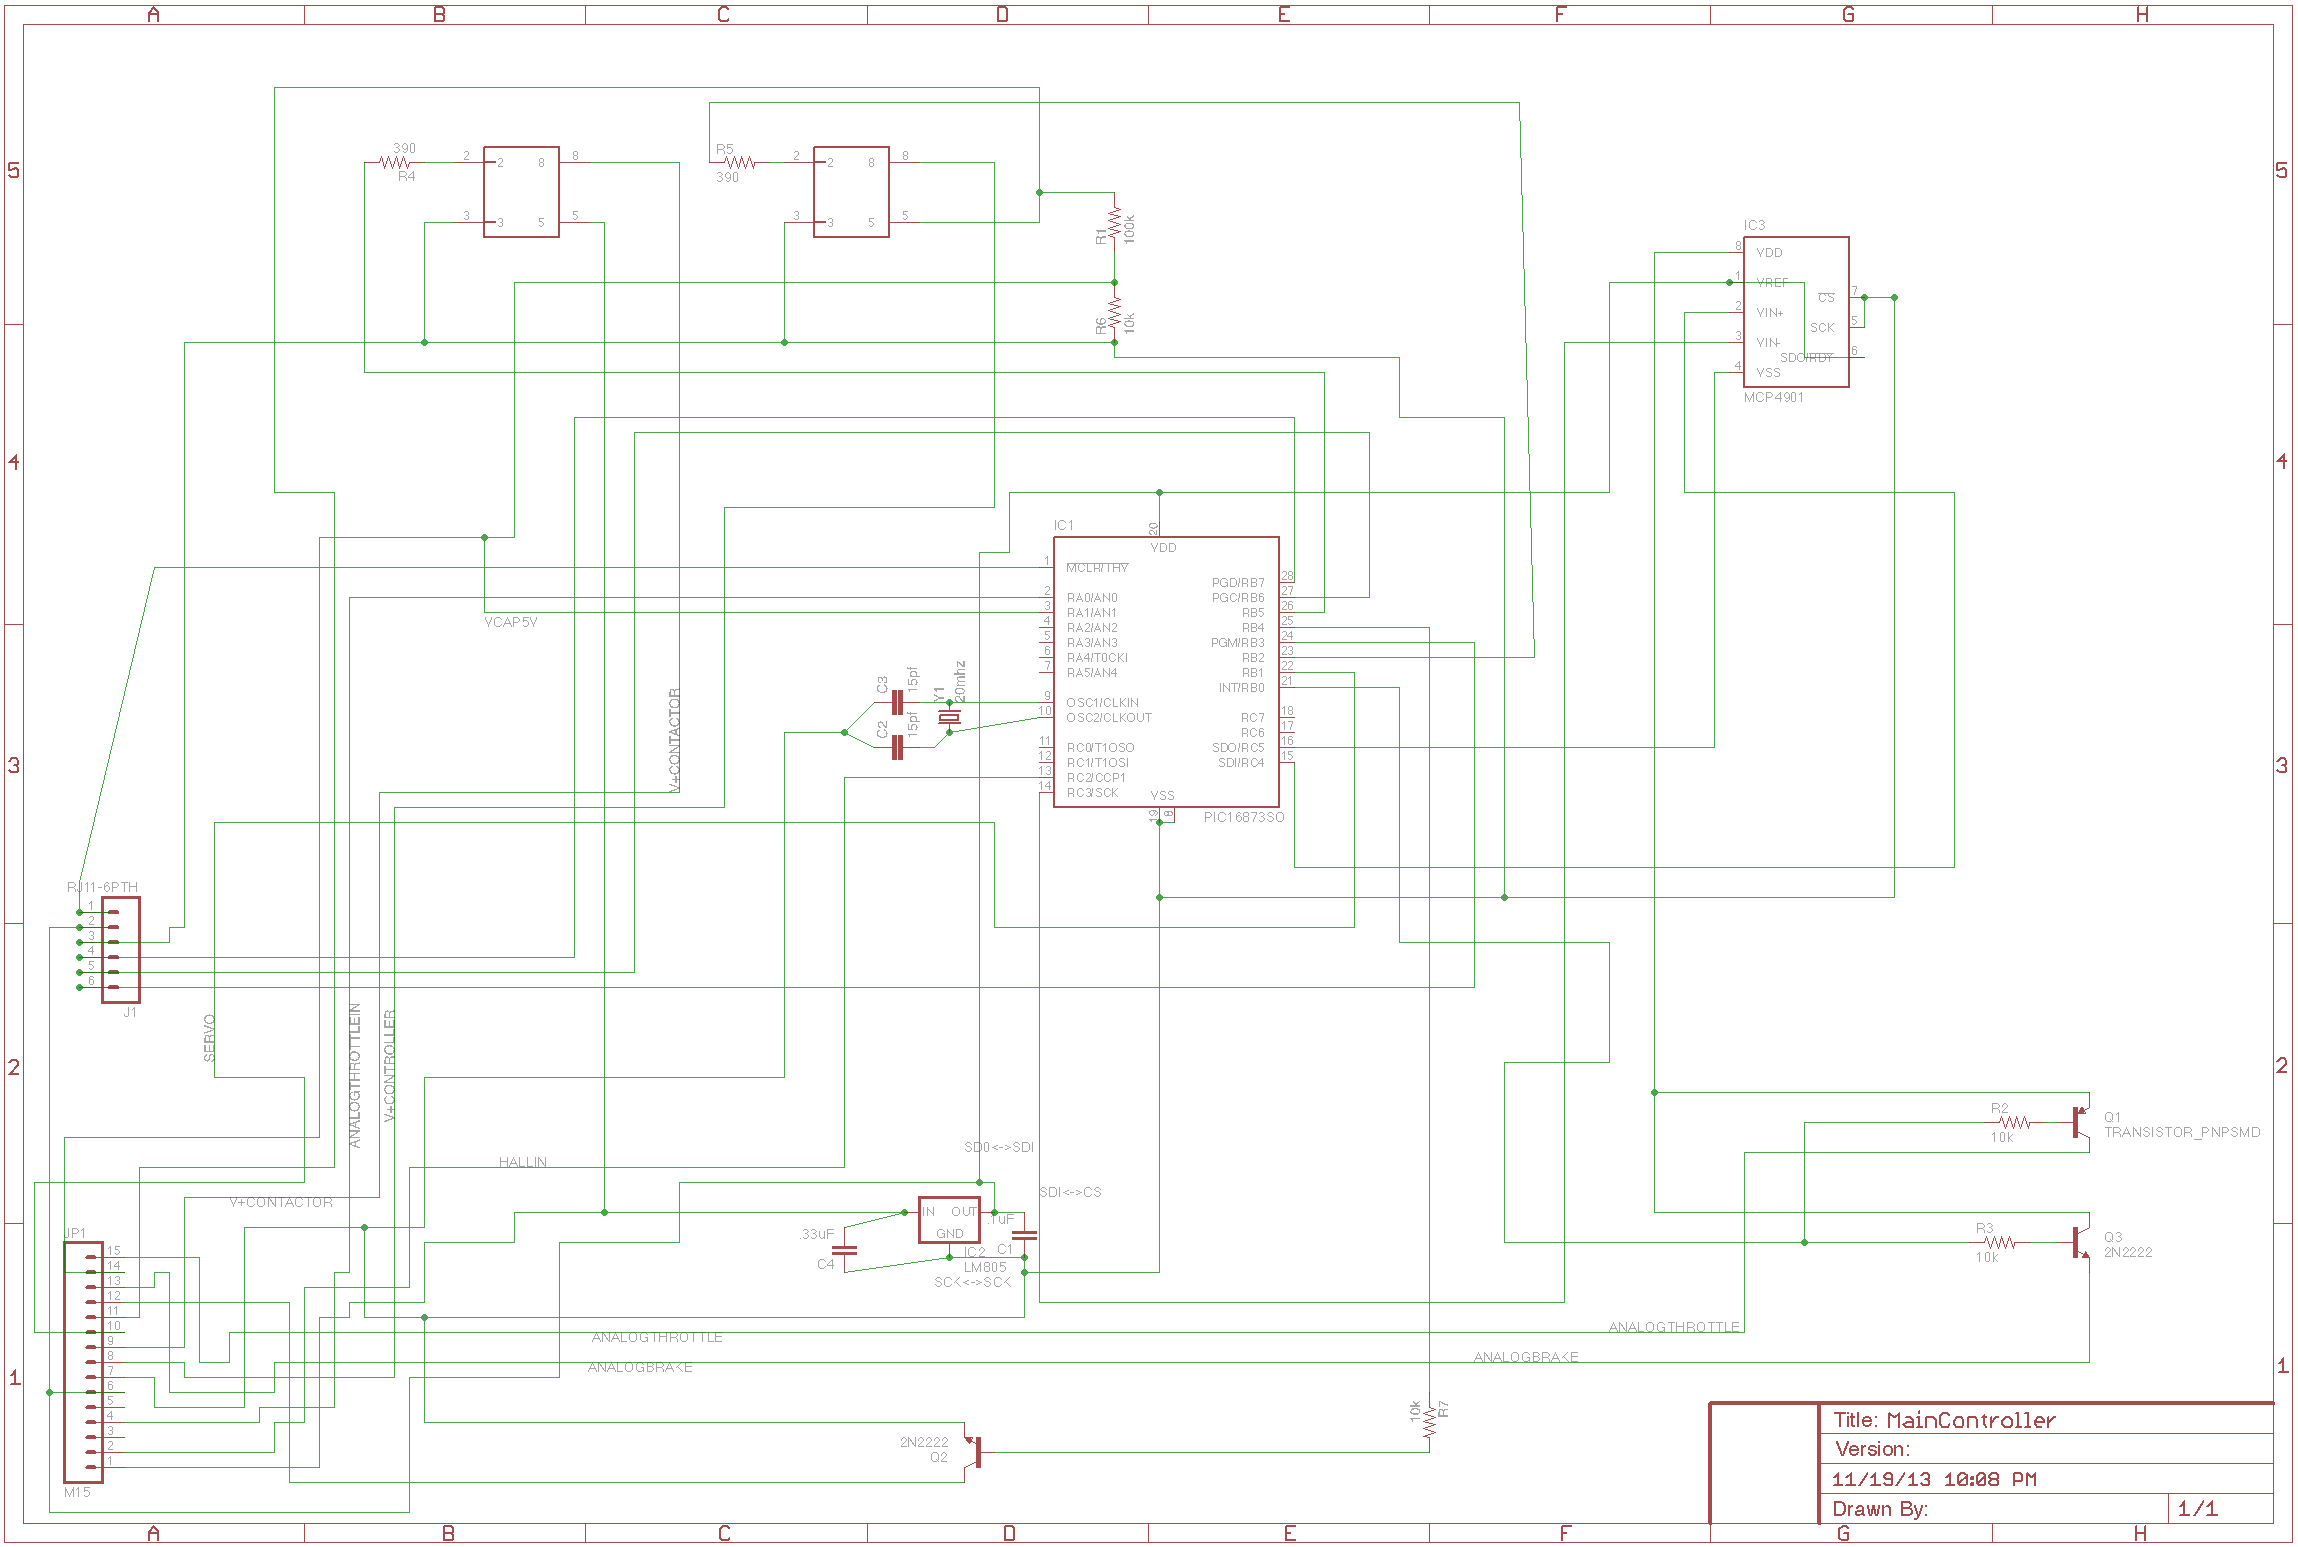 A B C D E F G H
5 5
390
R4
2 2 8 8
3 3 5 5
R5
390
2 2 8 8
3 3 5 5
R1 100k
R6 10k
IC3
8 VDD
1 VREF
7 CS
2 VIN+
5 SCK
3 VIN-
6 SDO/RDY
4 VSS
MCP4901
4 4
IC1
20
VDD
1 MCLR/THV
28 PGD/RB7
2 RA0/AN0
27 PGC/RB6
3 RA1/AN1
26 RB5
4 RA2/AN2
25 RB4
5 RA3/AN3
24 PGM/RB3
6 RA4/T0CKI
23 RB2
7 RA5/AN4
22 RB1
21 INT/RB0
9 OSC1/CLKIN
10 OSC2/CLKOUT
18 RC7
17 RC6
11 RC0/T1OSO
16 SDO/RC5
12 RC1/T1OSI
15 SDI/RC4
13 RC2/CCP1
14 RC3/SCK
VSS
19 8
PIC16873SO
VCAP5V
C3 15pf
C2 15pf
Y1 20mhz
V+CONTACTOR
3 3
RJ11-6PTH
1
2
3
4
5
6
J1
SERVO
ANALOGTHROTTLEIN
V+CONTROLLER
2 2
HALLIN
V+CONTACTOR
SD0<->SDI
SDI<->CS
IN OUT
GND
.1uF
C1
.33uF
C4
IC2
LM805
SCK<->SCK
R2
10k
Q1
TRANSISTOR_PNPSMD
R3
10k
Q3
2N2222
JP1
15
14
13
12
11
10
9
8
7
6
5
4
3
2
1
M15
ANALOGTHROTTLE
ANALOGTHROTTLE
ANALOGBRAKE
ANALOGBRAKE
1 1
10k R7
2N2222
Q2
Title: MainController
Version:
11/19/13 10:08 PM
Drawn By:
1/1
A B C D E F G H